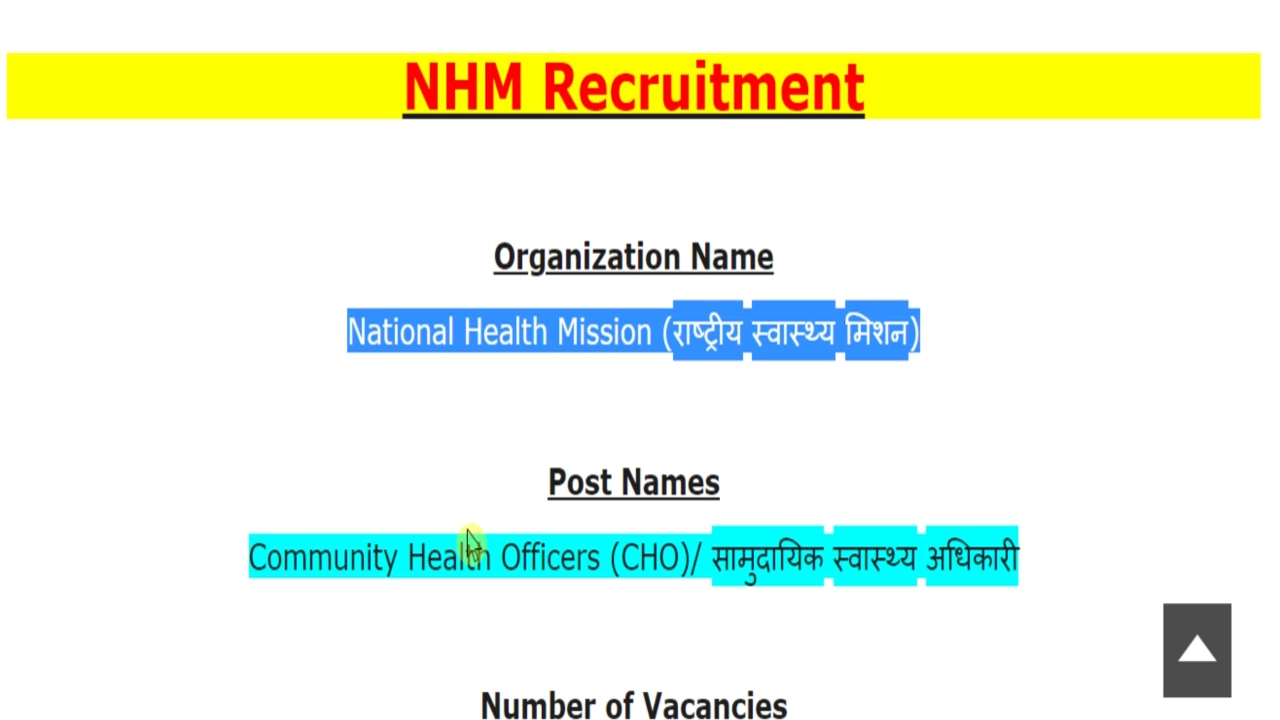 NHM Recruitment
Organization Name
National Health Mission (राष्ट्रीय स्वास्थ्य मिशन)
Post Names
Community Health Officers (CHO)/ सामुदायिक स्वास्थ्य अधिकारी
Number of Vacancies